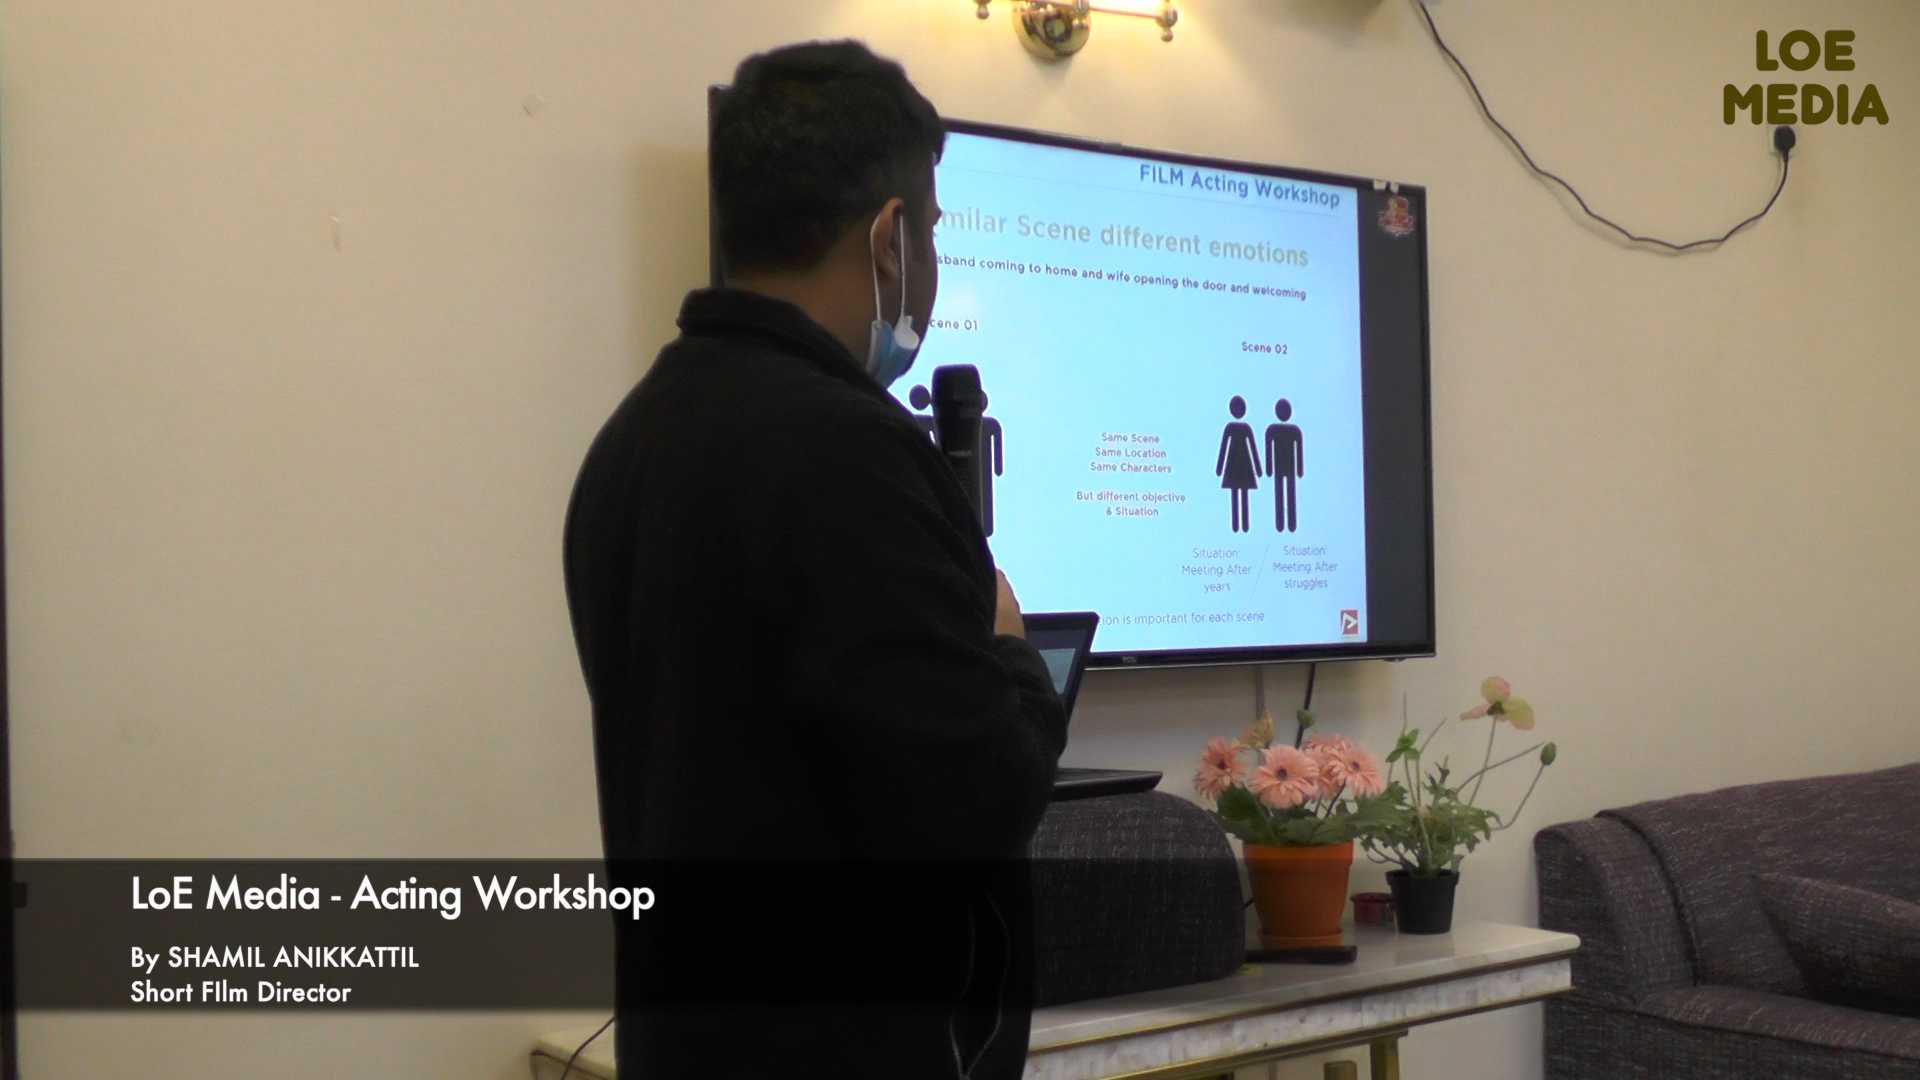 LOE
MEDIA
FILM Acting Workshop
milar Scene different emotions
sband coming to home and wife opening the door and welcoming
cene 01
Scene 02
Same Scene
Same Location
Same Characters
But different objective
& Situation
Situation:
Meeting After
years
Situation:
Meeting After
struggles
ion is important for each scene
TCL
LoE Media - Acting Workshop
By SHAMIL ANIKKATTIL
Short FIlm Director